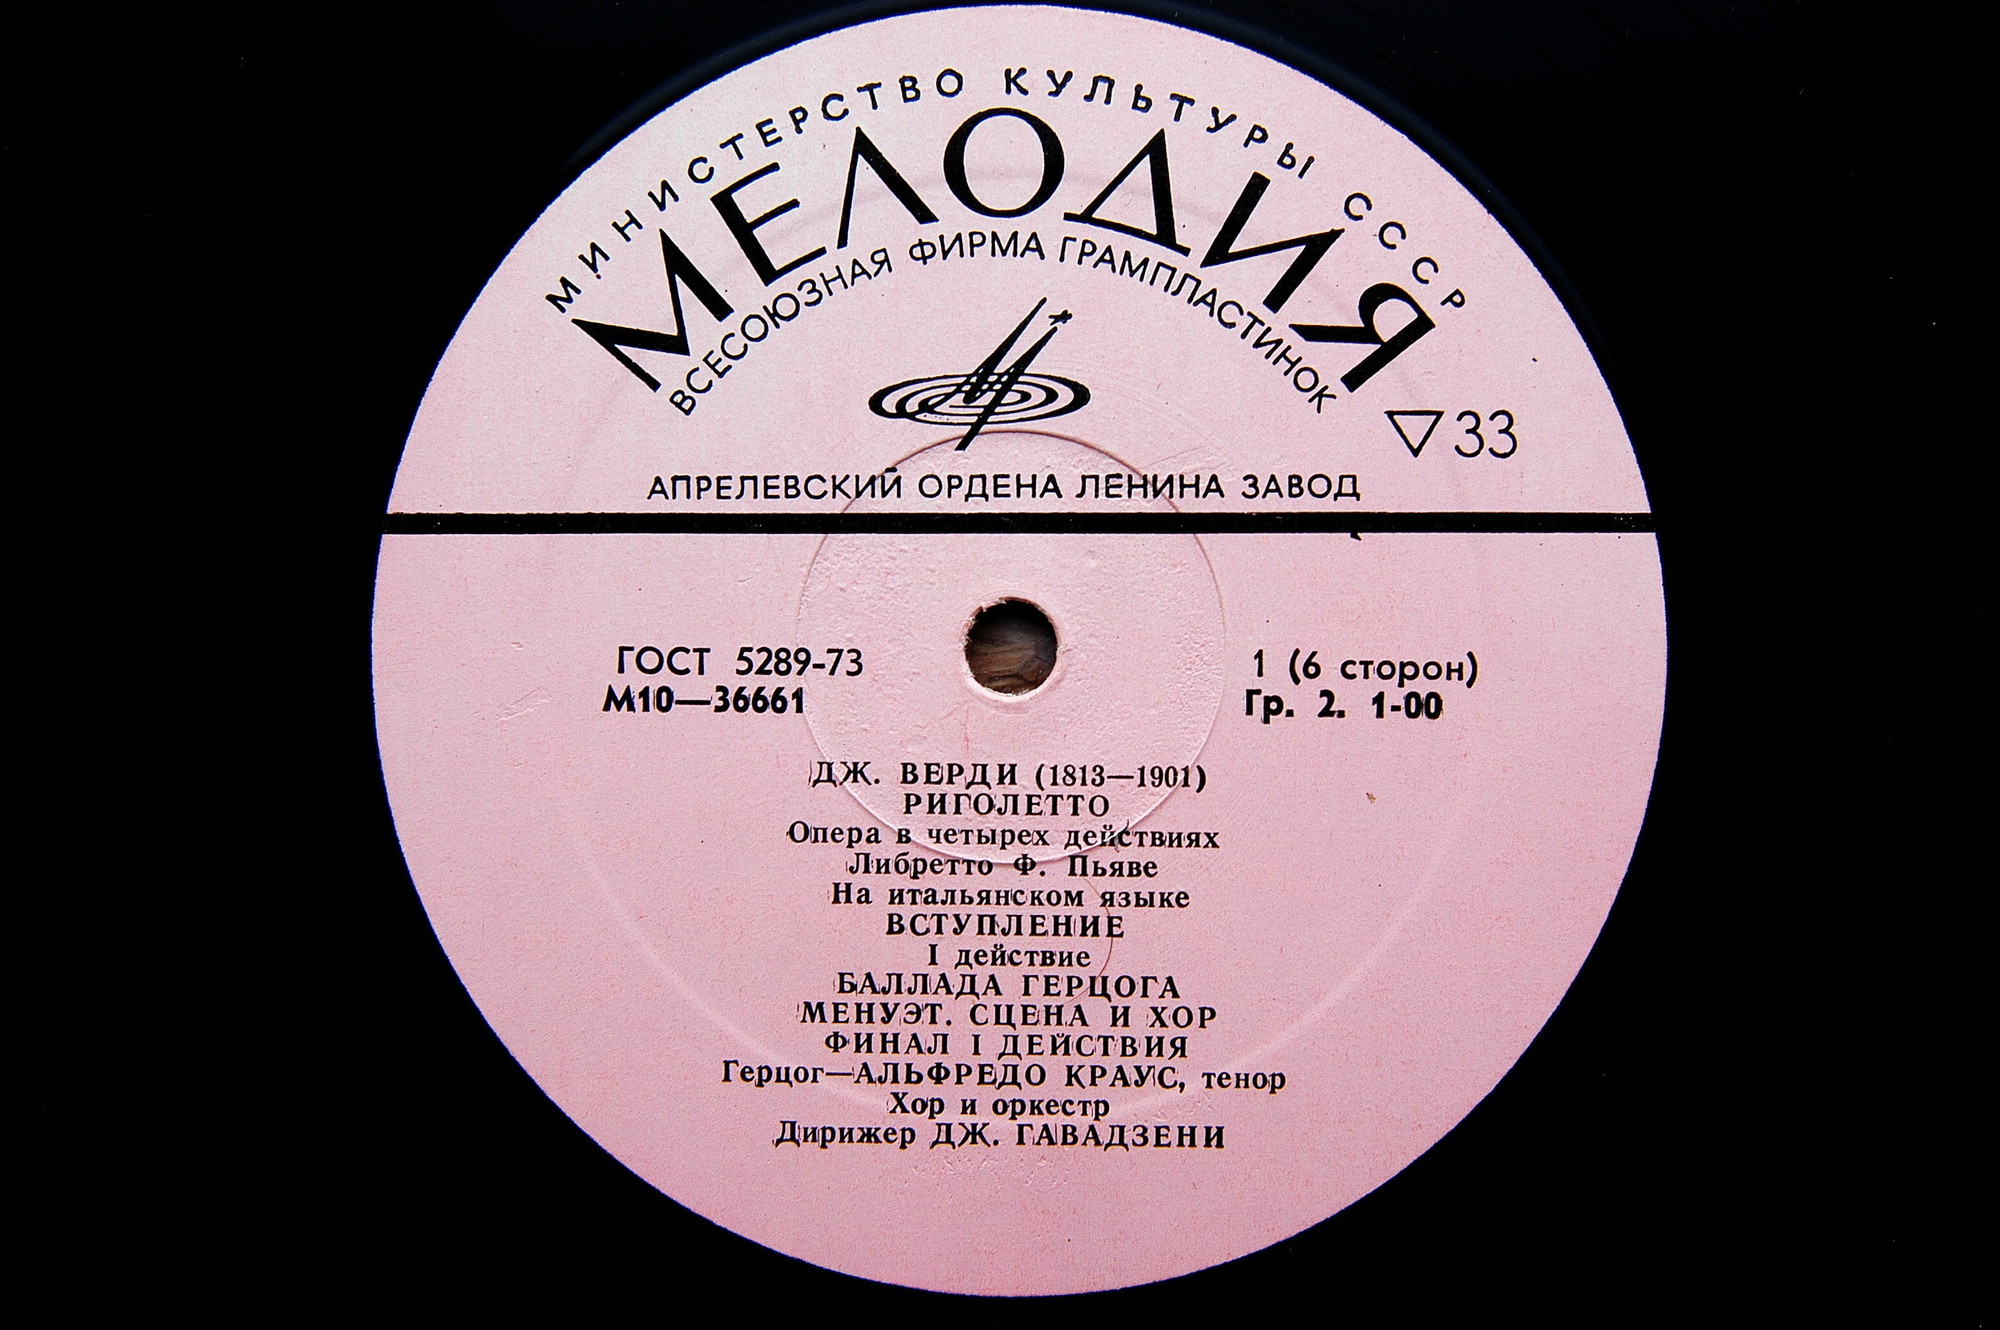 МИНИСТЕРСТВО КУЛЬТУРЫ СССР
МЕЛОДИЯ
ВСЕСОЮЗНАЯ ФИРМА ГРАМПЛАСТИНОК
▽33
АПРЕЛЕВСКИЙ ОРДЕНА ЛЕНИНА ЗАВОД
ГОСТ 5289-73
М10—36661
1 (6 сторон)
Гр. 2. 1-00
ДЖ. ВЕРДИ (1813—1901)
РИГОЛЕТТО
Опера в четырех действиях
Либретто Ф. Пьяве
На итальянском языке
ВСТУПЛЕНИЕ
I действие
БАЛЛАДА ГЕРЦОГА
МЕНУЭТ. СЦЕНА И ХОР
ФИНАЛ I ДЕЙСТВИЯ
Герцог—АЛЬФРЕДО КРАУС, тенор
Хор и оркестр
Дирижер ДЖ. ГАВАДЗЕНИ